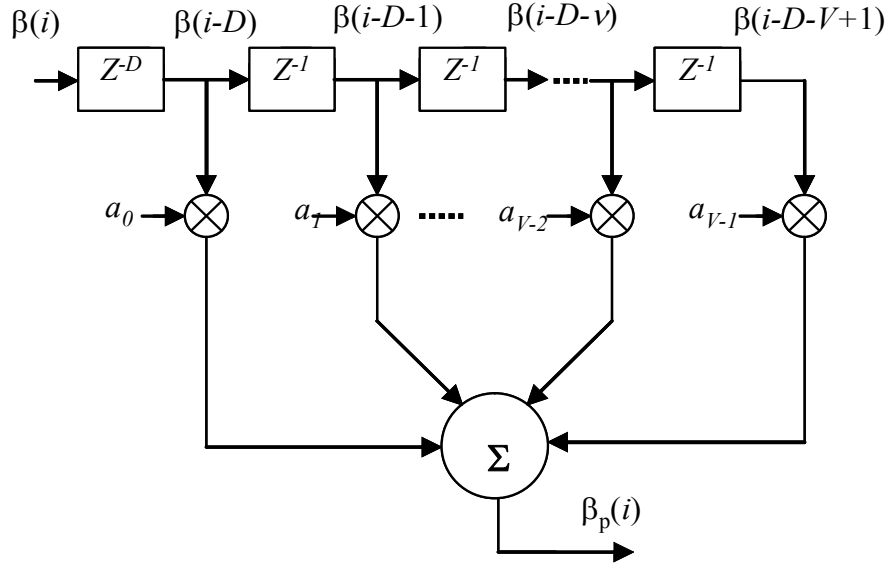 β(i) β(i-D) β(i-D-1) β(i-D-v) β(i-D-V+1)
Z^-D Z^-1 Z^-1 ..... Z^-1
a_0 a_1 ..... a_V-2 a_V-1
Σ
β_p(i)